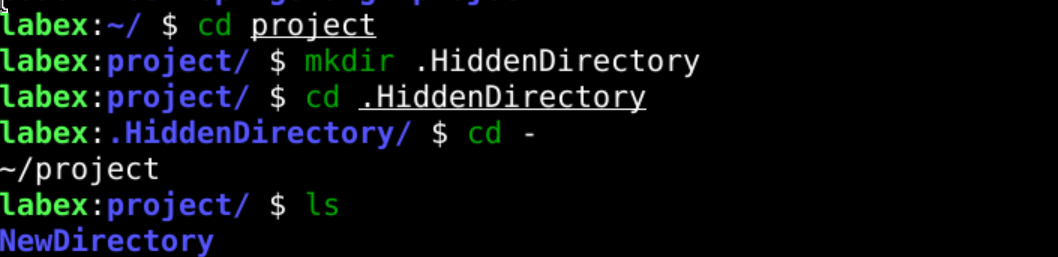 labex:~/ $ cd project
labex:project/ $ mkdir .HiddenDirectory
labex:project/ $ cd .HiddenDirectory
labex:.HiddenDirectory/ $ cd -
~/project
labex:project/ $ ls
NewDirectory